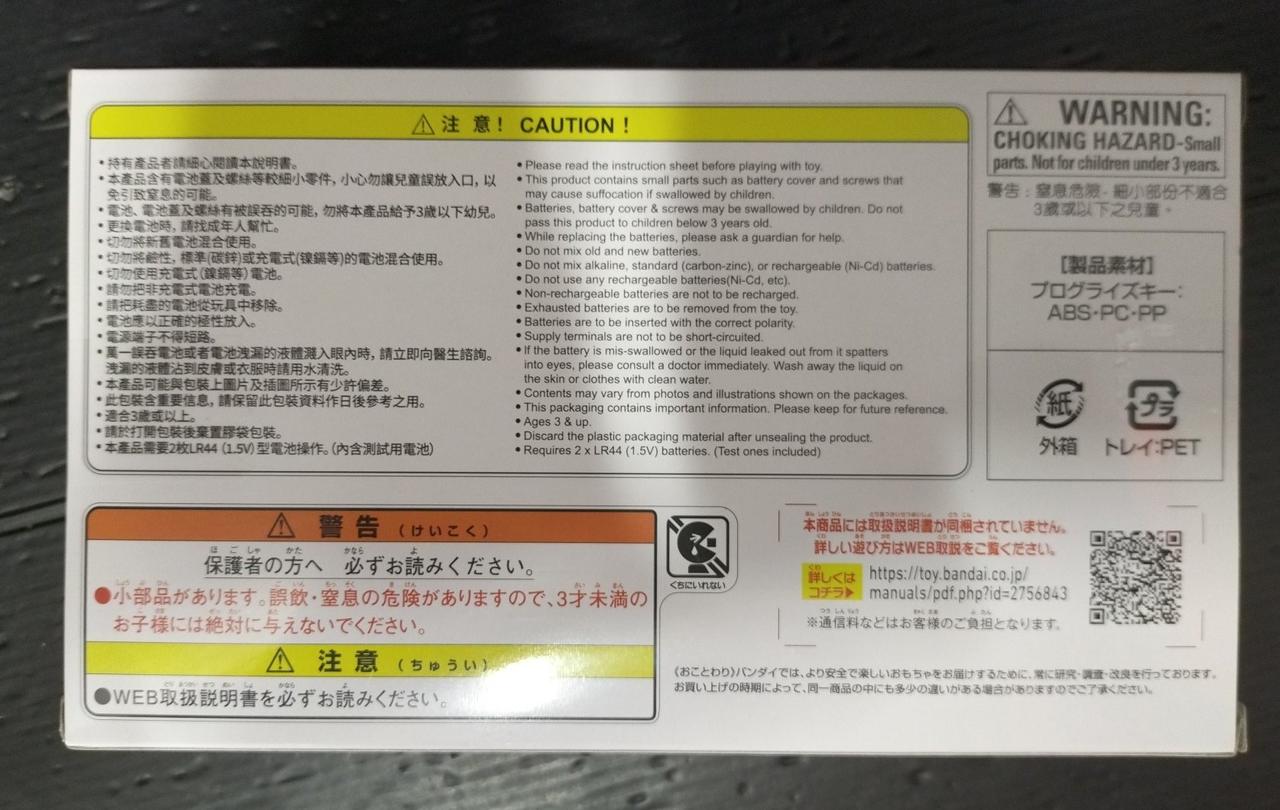 ⚠ 注 意! CAUTION !
• 持有產品者請細心閱讀本說明書。
• 本產品含有電池蓋及螺絲等較細小零件，小心勿讓兒童誤放入口，以
免引致窒息的可能。
• 電池、電池蓋及螺絲有被誤吞的可能，勿將本產品給予3歲以下幼兒。
• 更換電池時，請找成年人幫忙。
• 切勿將新舊電池混合使用。
• 切勿將鹼性，標準(碳鋅)或充電式(鎳鎘等)的電池混合使用。
• 切勿使用充電式(鎳鎘等)電池。
• 請勿把非充電式電池充電。
• 請把耗盡的電池從玩具中移除。
• 電池應以正確的極性放入。
• 電源端子不得短路。
• 萬一誤吞電池或者電池洩漏的液體濺入眼內時，請立即向醫生諮詢。
洩漏的液體沾到皮膚或衣服時請用水清洗。
• 本產品可能與包裝上圖片及插圖所示有少許偏差。
• 此包裝含重要信息，請保留此包裝資料作日後參考之用。
• 適合3歲或以上。
• 請於打開包裝後棄置膠袋包裝。
• 本產品需要2枚LR44（1.5V）型電池操作。（內含測試用電池）
• Please read the instruction sheet before playing with toy.
• This product contains small parts such as battery cover and screws that
may cause suffocation if swallowed by children.
• Batteries, battery cover & screws may be swallowed by children. Do not
pass this product to children below 3 years old.
• While replacing the batteries, please ask a guardian for help.
• Do not mix old and new batteries.
• Do not mix alkaline, standard (carbon-zinc), or rechargeable (Ni-Cd) batteries.
• Do not use any rechargeable batteries(Ni-Cd, etc).
• Non-rechargeable batteries are not to be recharged.
• Exhausted batteries are to be removed from the toy.
• Batteries are to be inserted with the correct polarity.
• Supply terminals are not to be short-circuited.
• If the battery is mis-swallowed or the liquid leaked out from it spatters
into eyes, please consult a doctor immediately. Wash away the liquid on
the skin or clothes with clean water.
• Contents may vary from photos and illustrations shown on the packages.
• This packaging contains important information. Please keep for future reference.
• Ages 3 & up.
• Discard the plastic packaging material after unsealing the product.
• Requires 2 x LR44 (1.5V) batteries. (Test ones included)
⚠ WARNING:
CHOKING HAZARD-Small
parts. Not for children under 3 years.
警告：窒息危險 - 細小部份不適合
3歲或以下之兒童。
【製品素材】
プログライズキー：
ABS・PC・PP
紙
外箱
プラ
トレイ：PET
⚠ 警 告（けいこく）
保護者の方へ 必ずお読みください。
●小部品があります。誤飲・窒息の危険がありますので、3才未満の
お子様には絶対に与えないでください。
⚠ 注 意（ちゅうい）
●WEB取扱説明書を必ずお読みください。
くちにいれない
本商品には取扱説明書が同梱されていません。
詳しい遊び方はWEB取説をご覧ください。
詳しくは
コチラ▶
https://toy.bandai.co.jp/
manuals/pdf.php?id=2756843
※通信料などはお客様のご負担となります。
〈おことわり〉バンダイでは、より安全で楽しいおもちゃをお届けするために、常に研究・調査・改良を行っております。
お買い上げの時期によって、同一商品の中にも多少の違いがある場合がありますのでご了承ください。